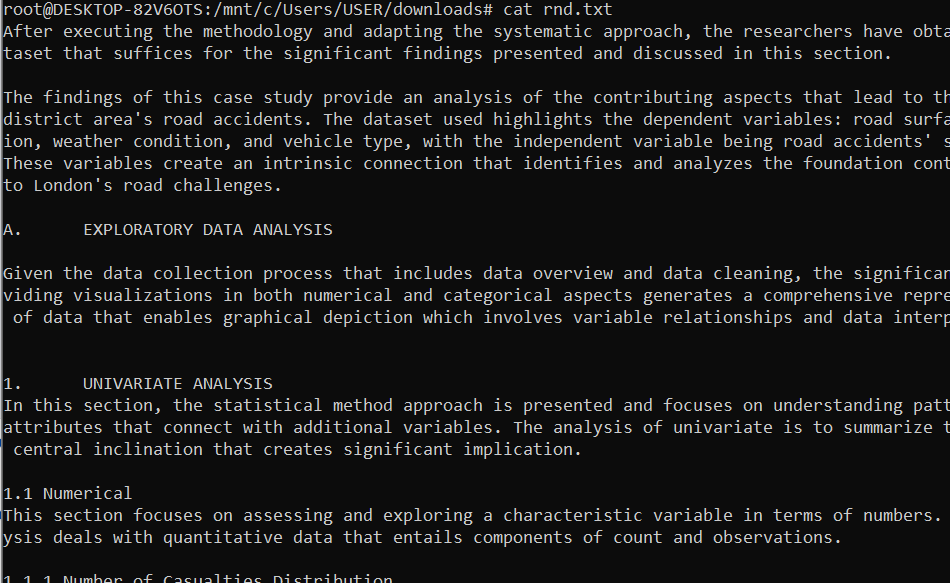 root@DESKTOP-82V6OTS:/mnt/c/Users/USER/downloads# cat rnd.txt
After executing the methodology and adapting the systematic approach, the researchers have obta
taset that suffices for the significant findings presented and discussed in this section.
The findings of this case study provide an analysis of the contributing aspects that lead to th
district area's road accidents. The dataset used highlights the dependent variables: road surfa
ion, weather condition, and vehicle type, with the independent variable being road accidents' s
These variables create an intrinsic connection that identifies and analyzes the foundation cont
to London's road challenges.
A. EXPLORATORY DATA ANALYSIS
Given the data collection process that includes data overview and data cleaning, the significan
viding visualizations in both numerical and categorical aspects generates a comprehensive repre
of data that enables graphical depiction which involves variable relationships and data interp
1. UNIVARIATE ANALYSIS
In this section, the statistical method approach is presented and focuses on understanding patt
attributes that connect with additional variables. The analysis of univariate is to summarize t
central inclination that creates significant implication.
1.1 Numerical
This section focuses on assessing and exploring a characteristic variable in terms of numbers.
ysis deals with quantitative data that entails components of count and observations.
1.1.1 Number of Casualties Distribution